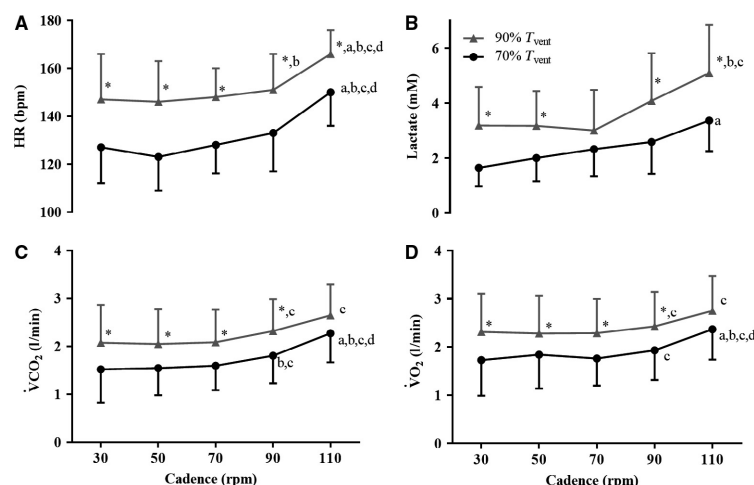 A
HR (bpm)
180
160
140
120
100
*
*
*
*,b
*,a,b,c,d
a,b,c,d
B
Lactate (mM)
6
4
2
0
90% Tvent
70% Tvent
*
*
*
*,b,c
a
C
V̇CO2 (l/min)
4
3
2
1
0
*
*
*
*,c
c
b,c
a,b,c,d
30 50 70 90 110
Cadence (rpm)
D
V̇O2 (l/min)
4
3
2
1
0
*
*
*
*,c
c
c
a,b,c,d
30 50 70 90 110
Cadence (rpm)